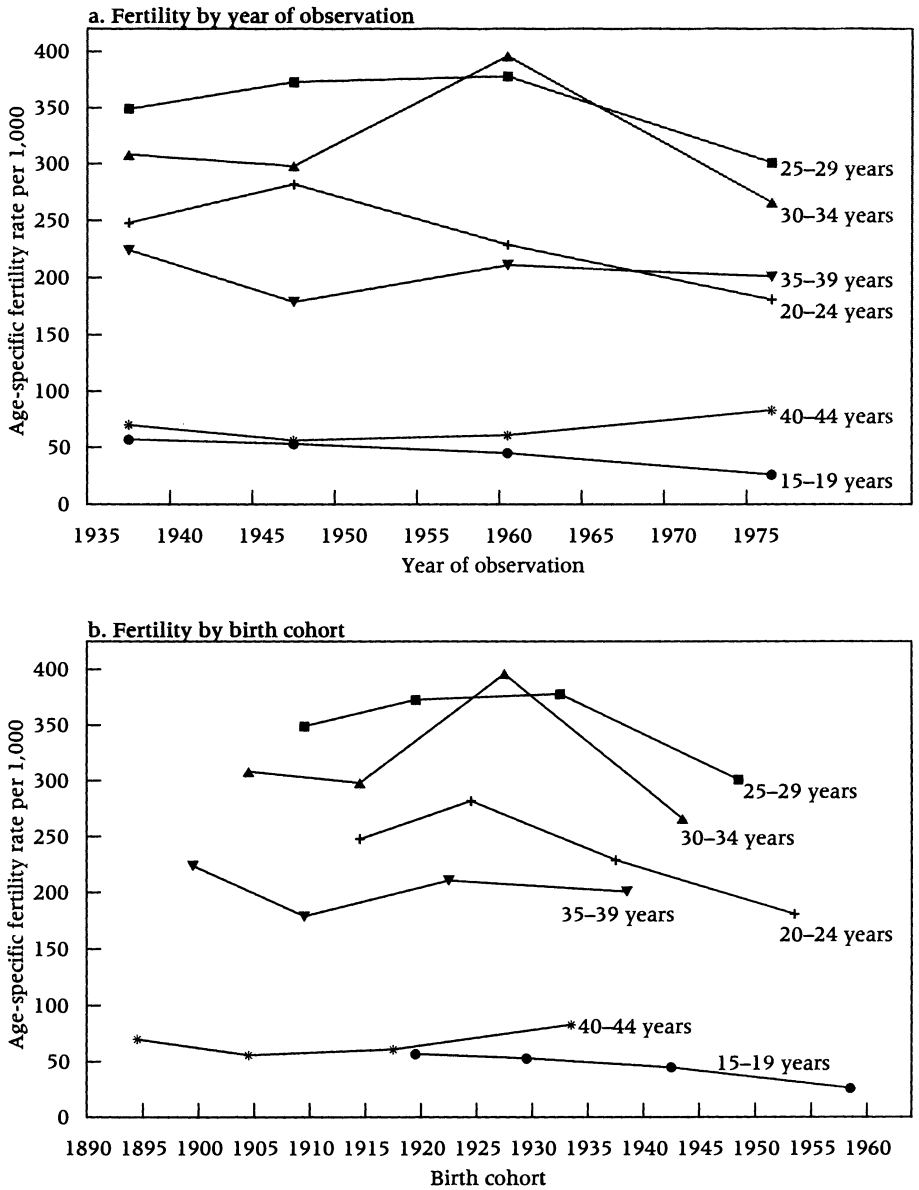 a. Fertility by year of observation
Age-specific fertility rate per 1,000
400
350
300
250
200
150
100
50
0
25–29 years
30–34 years
35–39 years
20–24 years
40–44 years
15–19 years
1935 1940 1945 1950 1955 1960 1965 1970 1975
Year of observation
b. Fertility by birth cohort
Age-specific fertility rate per 1,000
400
350
300
250
200
150
100
50
0
25–29 years
30–34 years
35–39 years
20–24 years
40–44 years
15–19 years
1890 1895 1900 1905 1910 1915 1920 1925 1930 1935 1940 1945 1950 1955 1960
Birth cohort